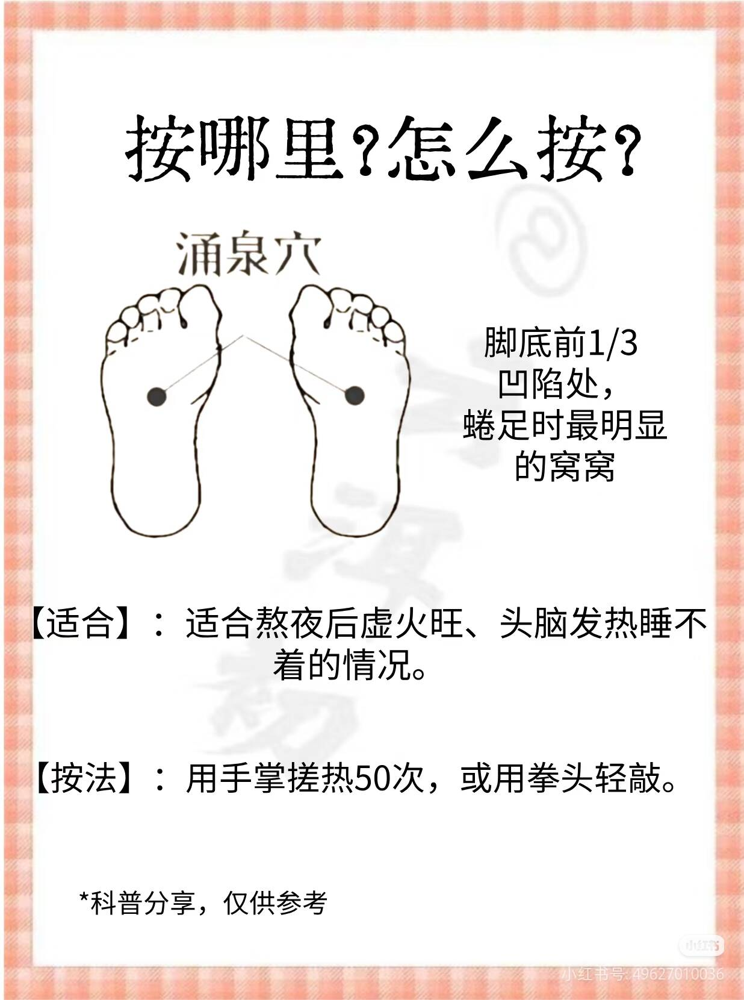 按哪里?怎么按?
涌泉穴
脚底前1/3
凹陷处，
蜷足时最明显
的窝窝
【适合】：适合熬夜后虚火旺、头脑发热睡不
着的情况。
【按法】：用手掌搓热50次，或用拳头轻敲。
*科普分享，仅供参考
小红书
小红书号: 49627010036